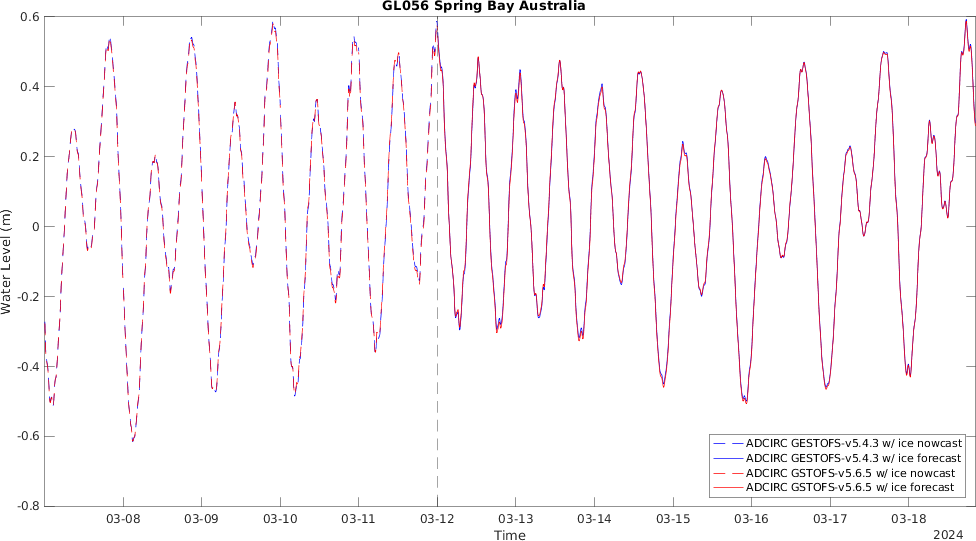 GL056 Spring Bay Australia
0.6
0.4
0.2
0
-0.2
-0.4
-0.6
-0.8
Water Level (m)
ADCIRC GESTOFS-v5.4.3 w/ ice nowcast
ADCIRC GESTOFS-v5.4.3 w/ ice forecast
ADCIRC GSTOFS-v5.6.5 w/ ice nowcast
ADCIRC GSTOFS-v5.6.5 w/ ice forecast
03-08 03-09 03-10 03-11 03-12 03-13 03-14 03-15 03-16 03-17 03-18
Time
2024